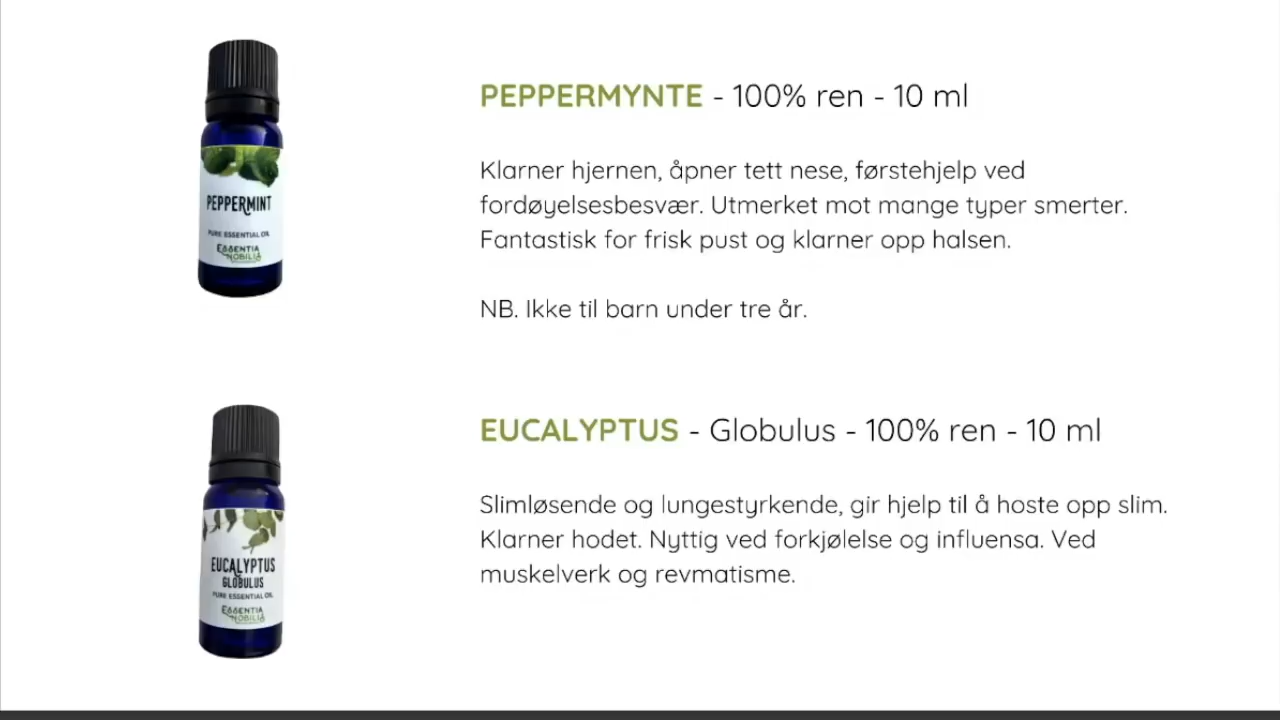 PEPPERMYNTE - 100% ren - 10 ml
Klarner hjernen, åpner tett nese, førstehjelp ved
fordøyelsesbesvær. Utmerket mot mange typer smerter.
Fantastisk for frisk pust og klarner opp halsen.
NB. Ikke til barn under tre år.
PEPPERMINT
PURE ESSENTIAL OIL
ESSENTIA
NOBILIA
EUCALYPTUS - Globulus - 100% ren - 10 ml
Slimløsende og lungestyrkende, gir hjelp til å hoste opp slim.
Klarner hodet. Nyttig ved forkjølelse og influensa. Ved
muskelverk og revmatisme.
EUCALYPTUS
GLOBULUS
PURE ESSENTIAL OIL
ESSENTIA
NOBILIA